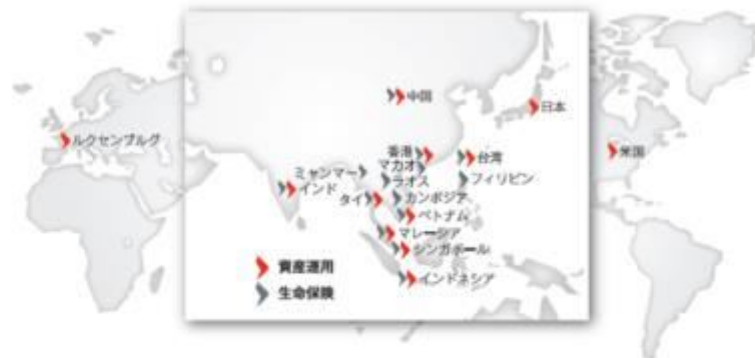 中国
日本
ルクセンブルグ
香港
台湾
米国
マカオ
ミャンマー
ラオス
フィリピン
インド
タイ
カンボジア
ベトナム
マレーシア
シンガポール
インドネシア
資産運用
生命保険